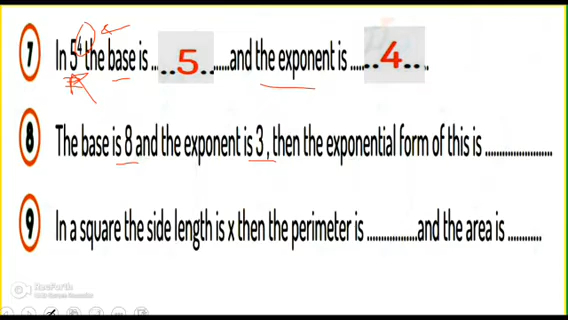 7 In 5⁴ the base is .....5.......and the exponent is .......4.....
8 The base is 8 and the exponent is 3 , then the exponential form of this is ......................
9 In a square the side length is x then the perimeter is ................and the area is ...........